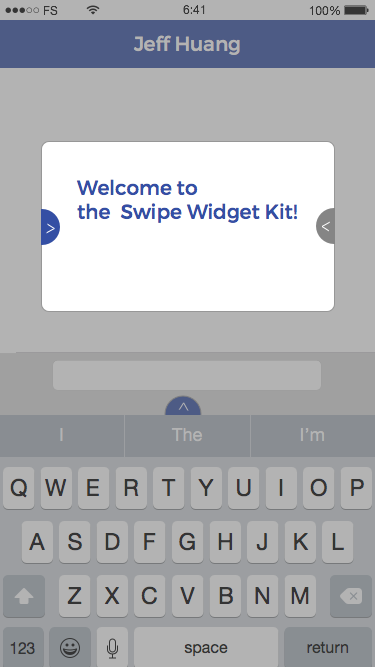 FS 6:41 100%
Jeff Huang
Welcome to
the Swipe Widget Kit!
> <
^
I The I'm
Q W E R T Y U I O P
A S D F G H J K L
Z X C V B N M
123 space return